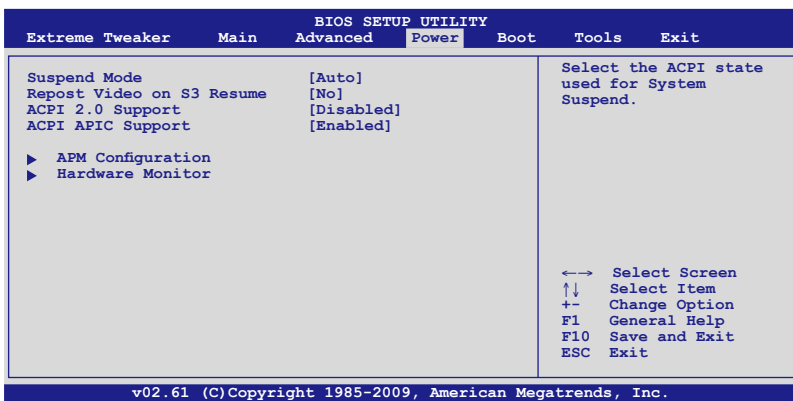 BIOS SETUP UTILITY
Extreme Tweaker Main Advanced Power Boot Tools Exit
Suspend Mode [Auto]
Repost Video on S3 Resume [No]
ACPI 2.0 Support [Disabled]
ACPI APIC Support [Enabled]
▶ APM Configuration
▶ Hardware Monitor
Select the ACPI state
used for System
Suspend.
←→ Select Screen
↑↓ Select Item
+- Change Option
F1 General Help
F10 Save and Exit
ESC Exit
v02.61 (C)Copyright 1985-2009, American Megatrends, Inc.